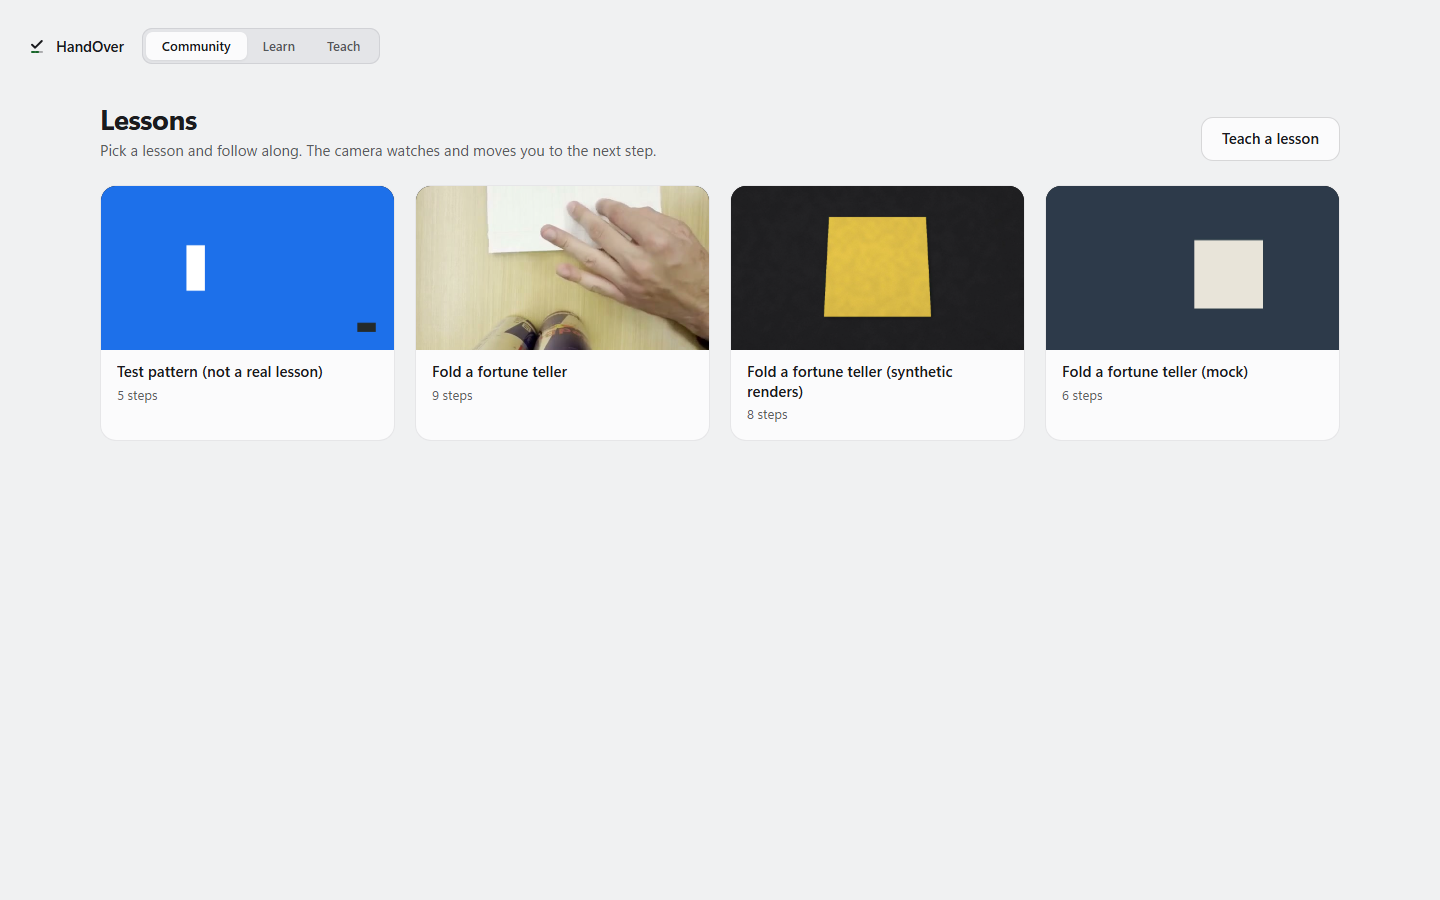 HandOver
Community
Learn
Teach
Lessons
Pick a lesson and follow along. The camera watches and moves you to the next step.
Teach a lesson
Test pattern (not a real lesson)
5 steps
Fold a fortune teller
9 steps
Fold a fortune teller (synthetic
renders)
8 steps
Fold a fortune teller (mock)
6 steps